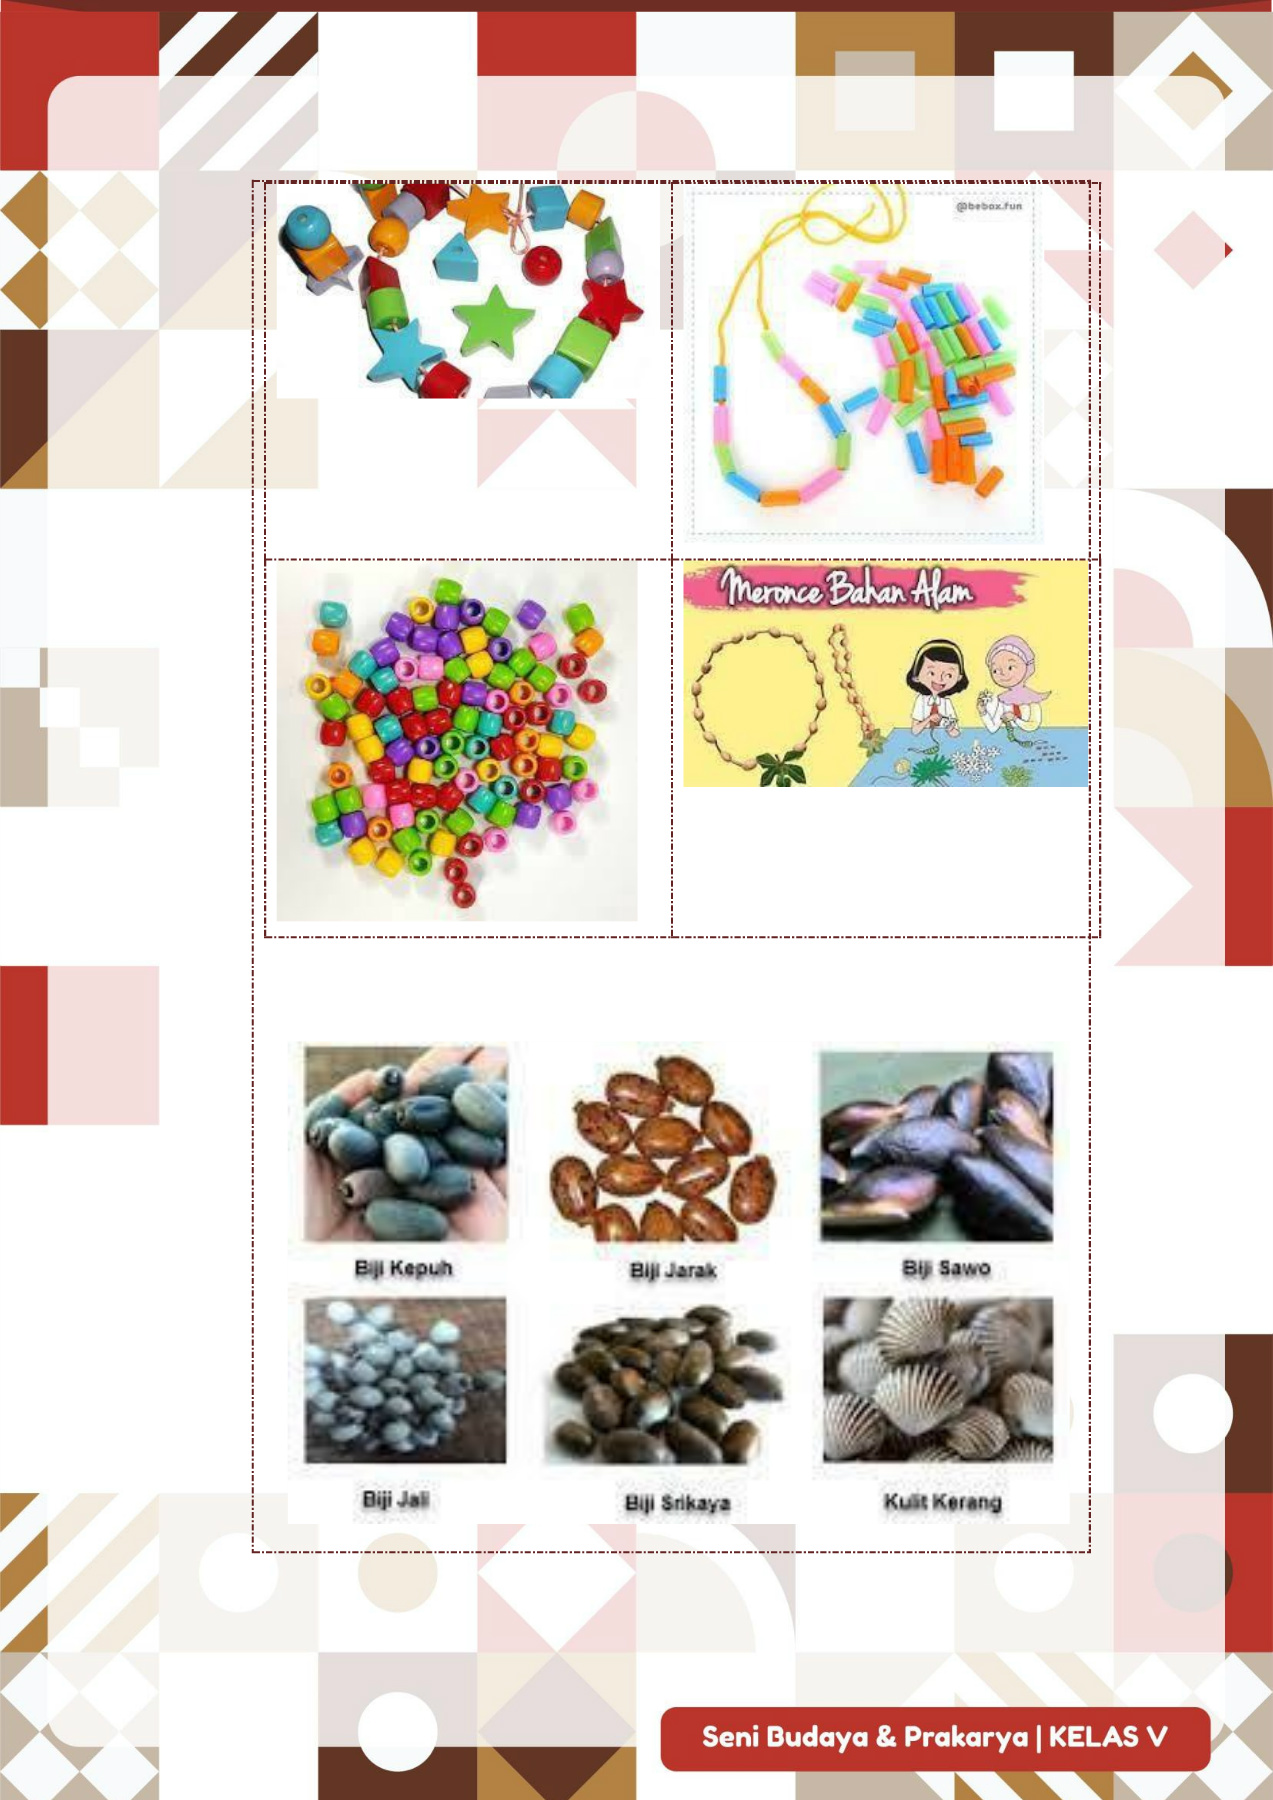 @bebox.fun
Meronce Bahan Alam
Biji Kepuh
Biji Jarak
Biji Sawo
Biji Jali
Biji Srikaya
Kulit Kerang
Seni Budaya & Prakarya | KELAS V